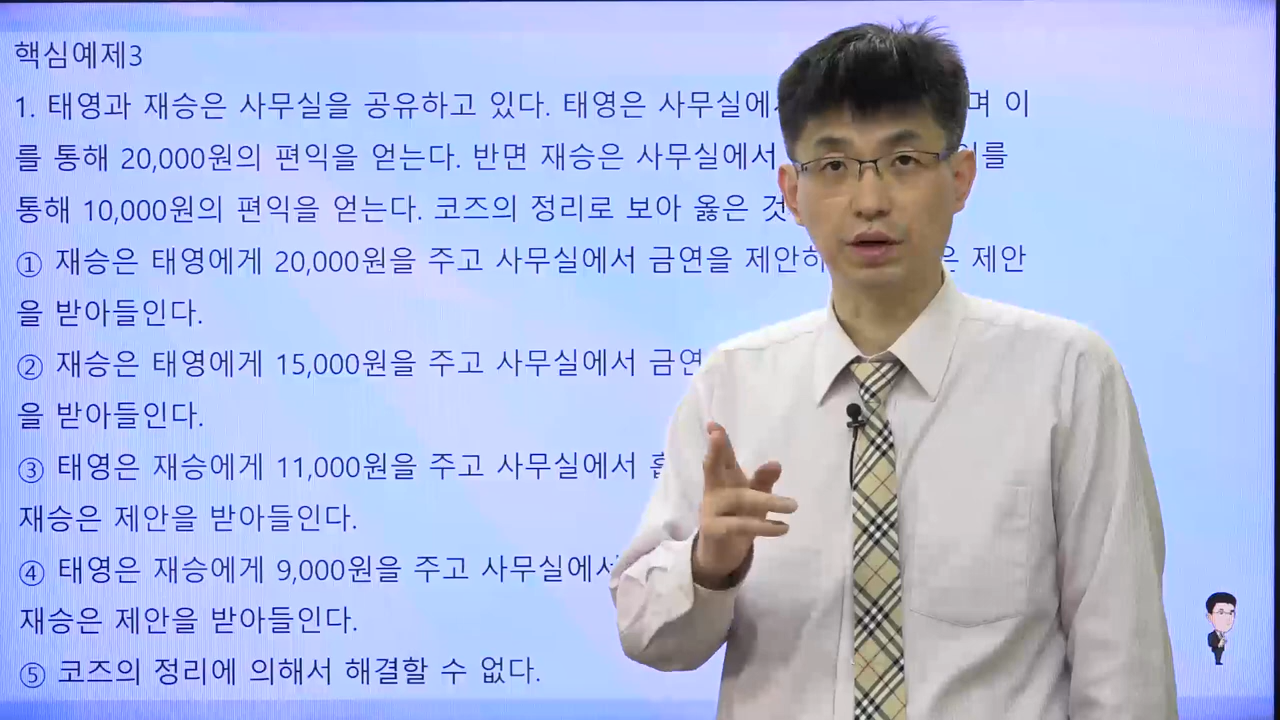 핵심예제3
1. 태영과 재승은 사무실을 공유하고 있다. 태영은 사무실에서 며 이
를 통해 20,000원의 편익을 얻는다. 반면 재승은 사무실에서 를
통해 10,000원의 편익을 얻는다. 코즈의 정리로 보아 옳은
① 재승은 태영에게 20,000원을 주고 사무실에서 금연을 제안
을 받아들인다.
② 재승은 태영에게 15,000원을 주고 사무실에서
을 받아들인다.
③ 태영은 재승에게 11,000원을 주고 사무실에서
재승은 제안을 받아들인다.
④ 태영은 재승에게 9,000원을 주고 사무실에서
재승은 제안을 받아들인다.
⑤ 코즈의 정리에 의해서 해결할 수 없다.